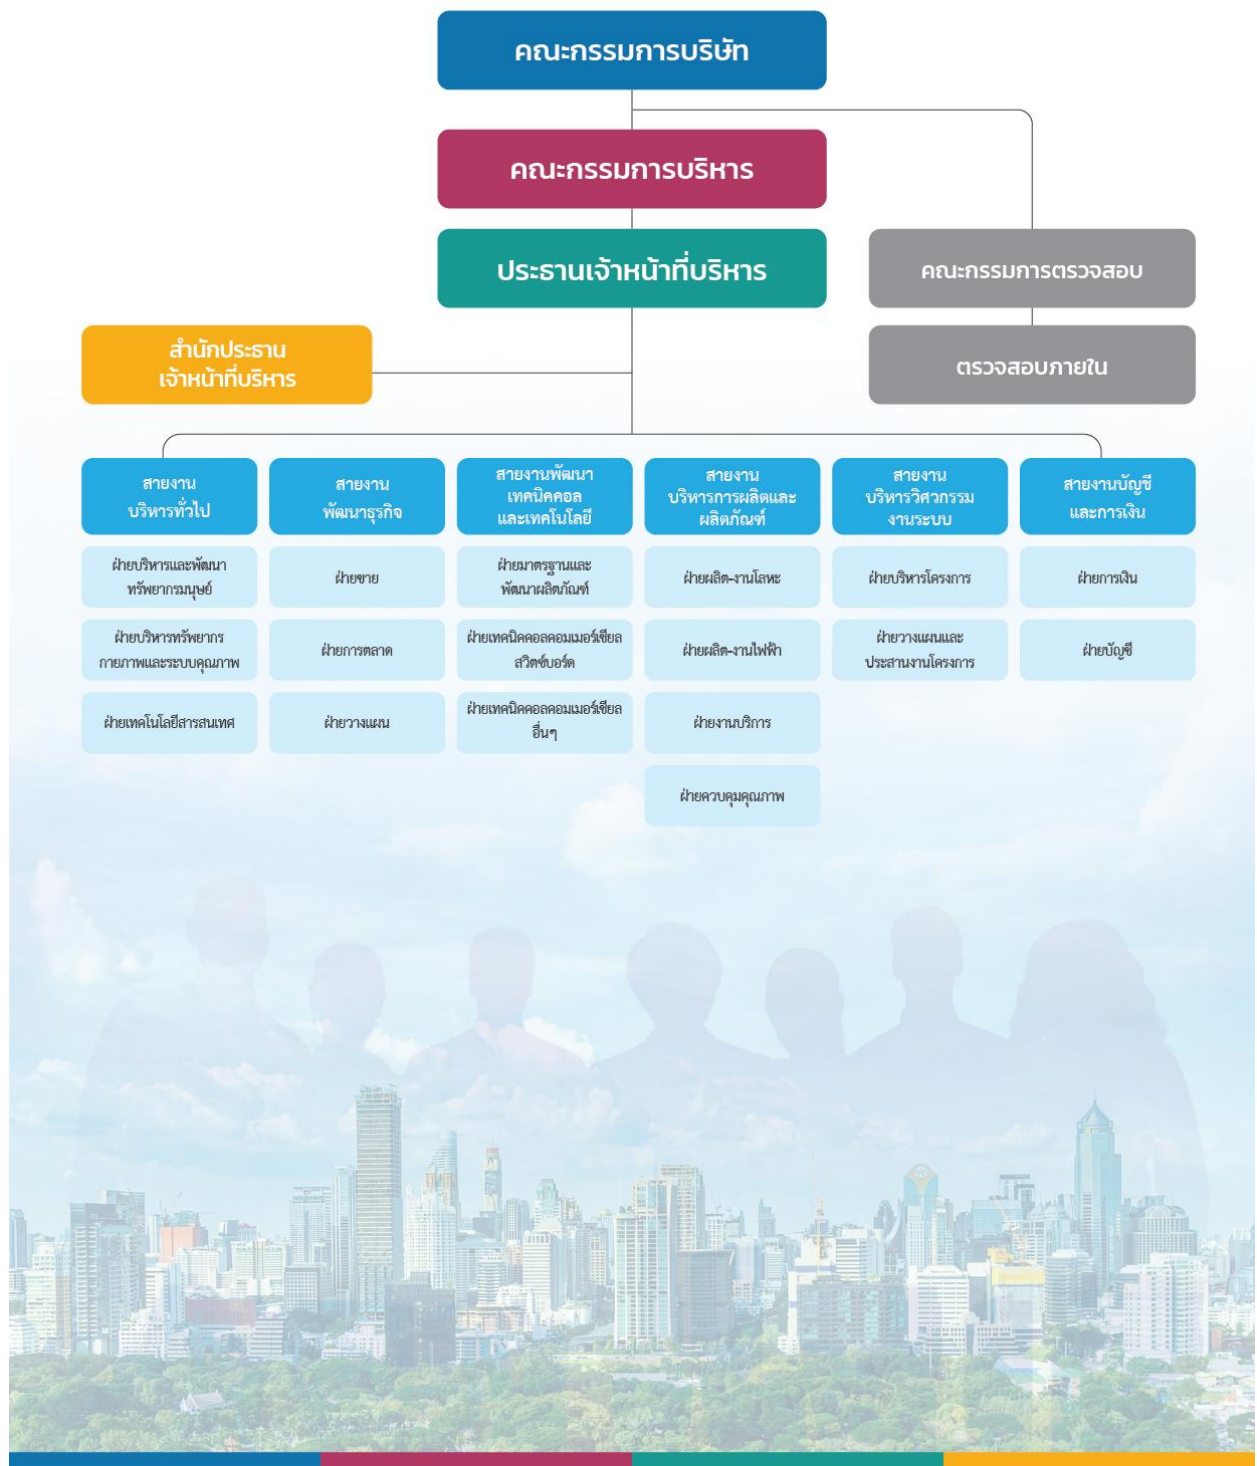 คณะกรรมการบริษัท
คณะกรรมการบริหาร
ประธานเจ้าหน้าที่บริหาร
คณะกรรมการตรวจสอบ
สำนักประธาน
เจ้าหน้าที่บริหาร
ตรวจสอบภายใน
สายงาน
บริหารทั่วไป
ฝ่ายบริหารและพัฒนา
ทรัพยากรมนุษย์
ฝ่ายบริหารทรัพยากร
กายภาพและระบบคุณภาพ
ฝ่ายเทคโนโลยีสารสนเทศ
สายงาน
พัฒนาธุรกิจ
ฝ่ายขาย
ฝ่ายการตลาด
ฝ่ายวางแผน
สายงานพัฒนา
เทคนิคคอล
และเทคโนโลยี
ฝ่ายมาตรฐานและ
พัฒนาผลิตภัณฑ์
ฝ่ายเทคนิคคอลคอมเมอร์เชียล
สวิตช์บอร์ด
ฝ่ายเทคนิคคอลคอมเมอร์เชียล
อื่นๆ
สายงาน
บริหารการผลิตและ
ผลิตภัณฑ์
ฝ่ายผลิต-งานโลหะ
ฝ่ายผลิต-งานไฟฟ้า
ฝ่ายงานบริการ
ฝ่ายควบคุมคุณภาพ
สายงาน
บริหารวิศวกรรม
งานระบบ
ฝ่ายบริหารโครงการ
ฝ่ายวางแผนและ
ประสานงานโครงการ
สายงานบัญชี
และการเงิน
ฝ่ายการเงิน
ฝ่ายบัญชี